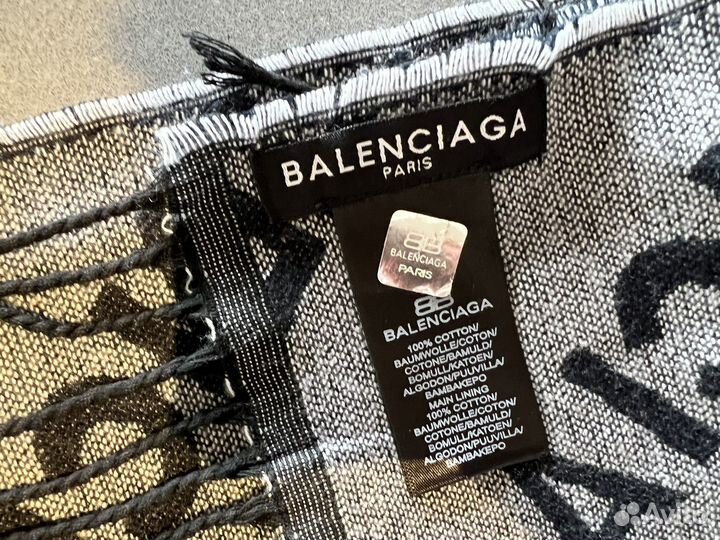 BALENCIAGA
PARIS
BALENCIAGA
PARIS
BALENCIAGA
100% COTTON/
BAUMWOLLE/COTON/
COTONE/BAMULD/
BOMULL/KATOEN/
ALGODON/PUUVILLA/
BAMBAKEPO
MAIN LINING
100% COTTON/
BAUMWOLLE/COTON/
COTONE/BAMULD/
BOMULL/KATOEN/
ALGODON/PUUVILLA/
BAMBAKEPO
Avito